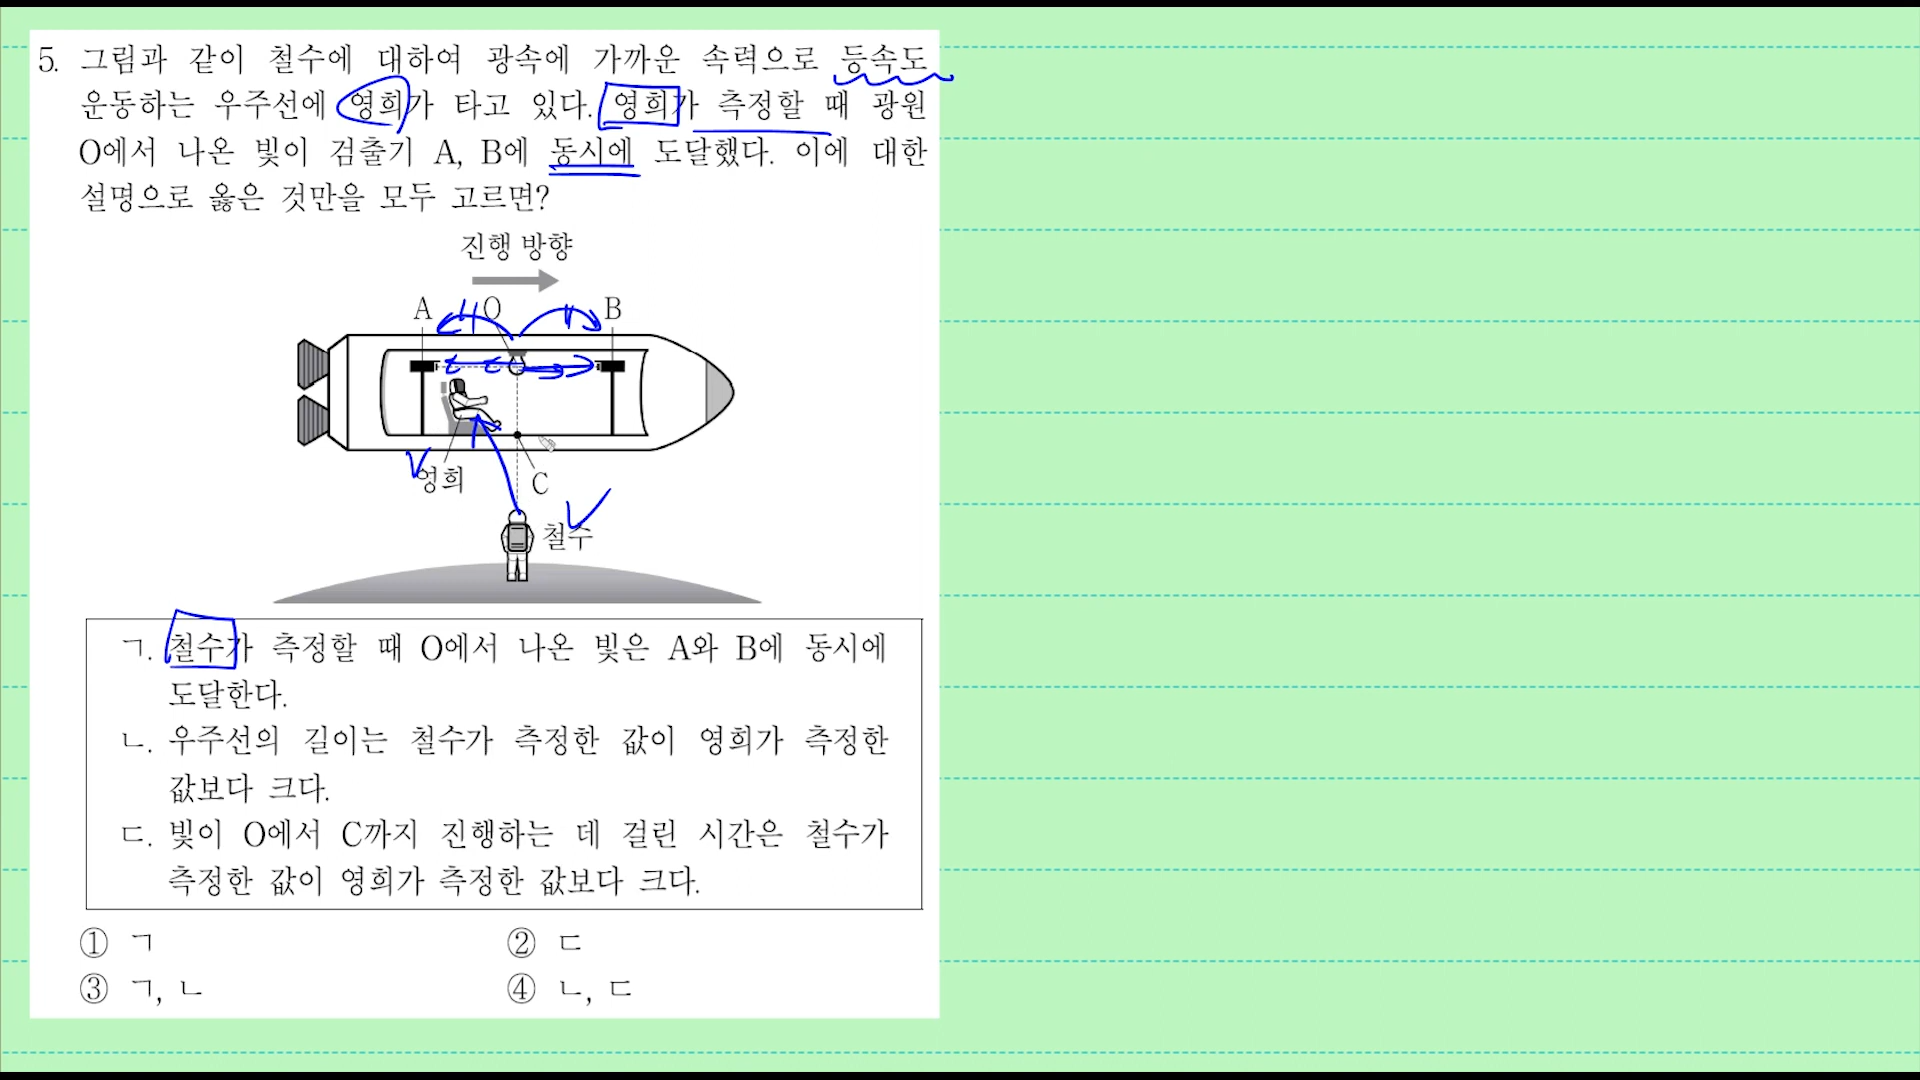 5. 그림과 같이 철수에 대하여 광속에 가까운 속력으로 등속도
운동하는 우주선에 영희가 타고 있다. 영희가 측정할 때 광원
O에서 나온 빛이 검출기 A, B에 동시에 도달했다. 이에 대한
설명으로 옳은 것만을 모두 고르면?
진행 방향
A O B
영희 C
철수
ㄱ. 철수가 측정할 때 O에서 나온 빛은 A와 B에 동시에
도달한다.
ㄴ. 우주선의 길이는 철수가 측정한 값이 영희가 측정한
값보다 크다.
ㄷ. 빛이 O에서 C까지 진행하는 데 걸린 시간은 철수가
측정한 값이 영희가 측정한 값보다 크다.
① ㄱ ② ㄷ
③ ㄱ, ㄴ ④ ㄴ, ㄷ